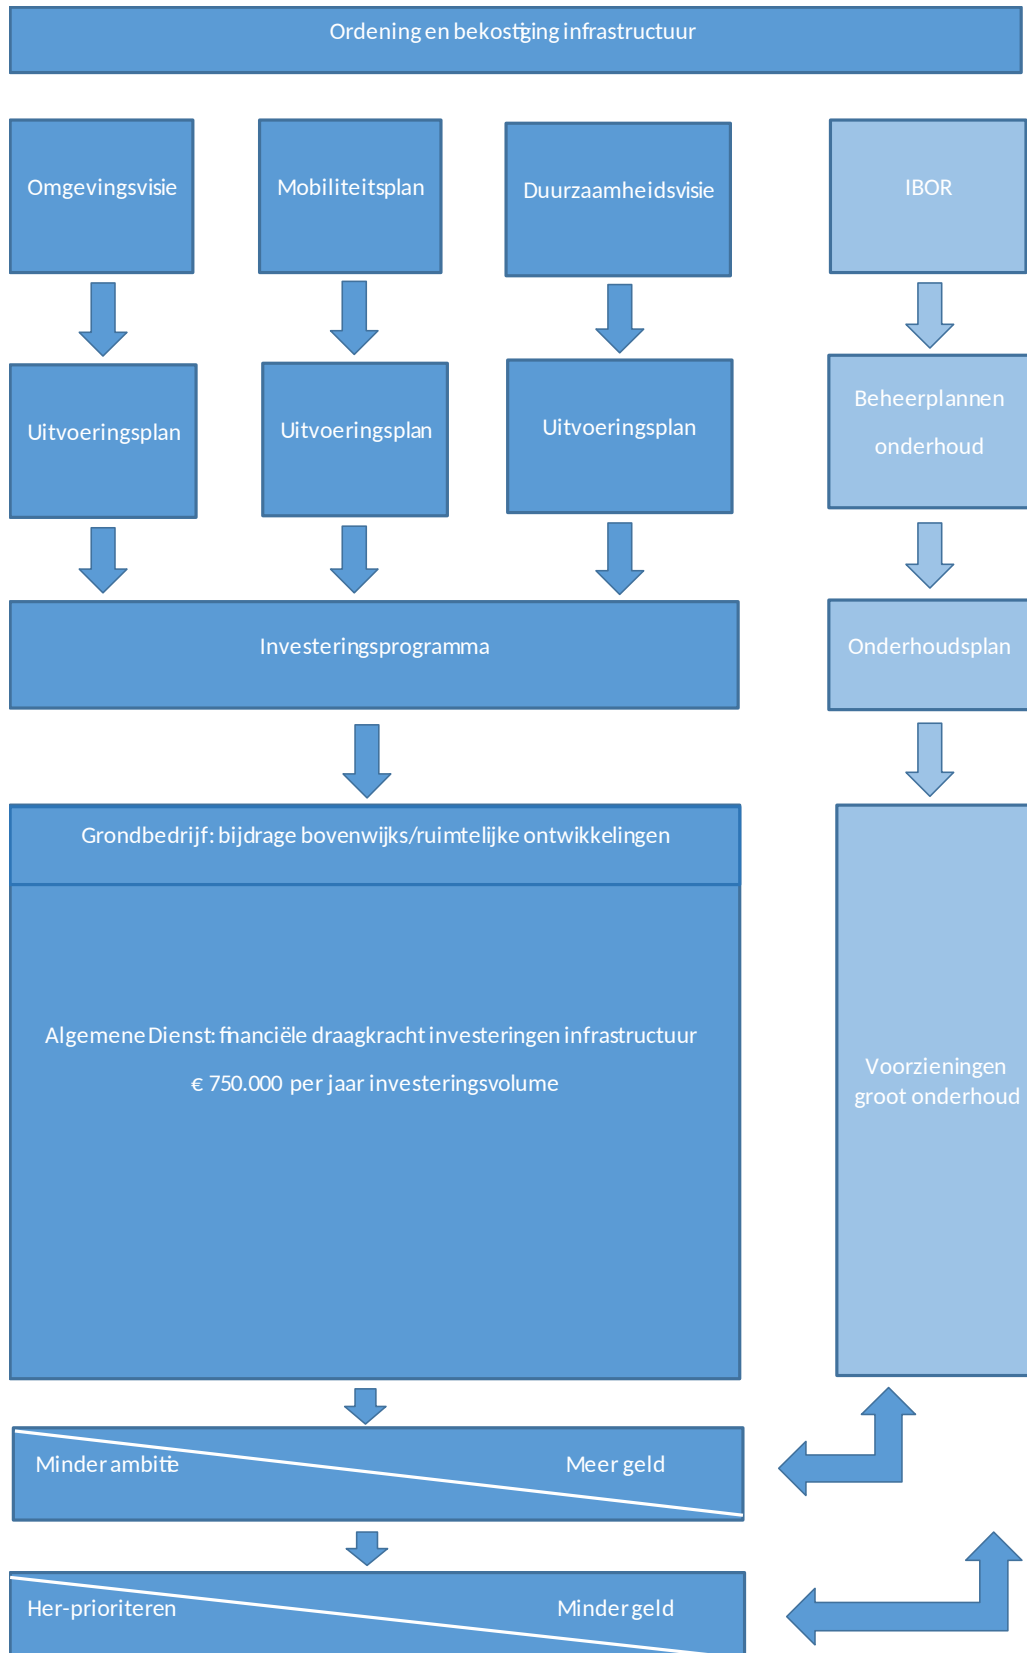 Ordening en bekostiging infrastructuur
Omgevingsvisie
Mobiliteitsplan
Duurzaamheidsvisie
IBOR
Uitvoeringsplan
Uitvoeringsplan
Uitvoeringsplan
Beheerplannen
onderhoud
Investeringsprogramma
Onderhoudsplan
Grondbedrijf: bijdrage bovenwijks/ruimtelijke ontwikkelingen
Algemene Dienst: financiële draagkracht investeringen infrastructuur
€ 750.000 per jaar investeringsvolume
Voorzieningen
groot onderhoud
Minder ambitie
Meer geld
Her-prioriteren
Minder geld